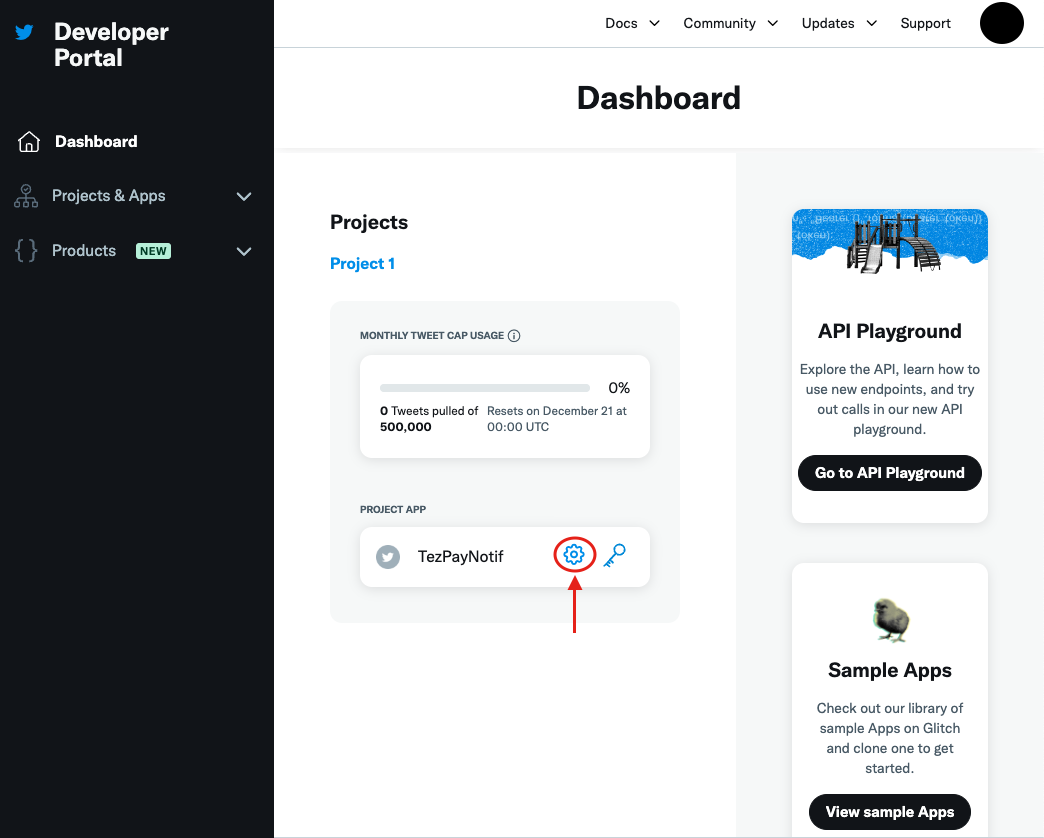 Developer
Portal
Docs
Community
Updates
Support
Dashboard
Dashboard
Projects & Apps
Products NEW
Projects
Project 1
MONTHLY TWEET CAP USAGE
0%
0 Tweets pulled of
500,000
Resets on December 21 at
00:00 UTC
PROJECT APP
TezPayNotif
API Playground
Explore the API, learn how to
use new endpoints, and try
out calls in our new API
playground.
Go to API Playground
Sample Apps
Check out our library of
sample Apps on Glitch
and clone one to get
started.
View sample Apps